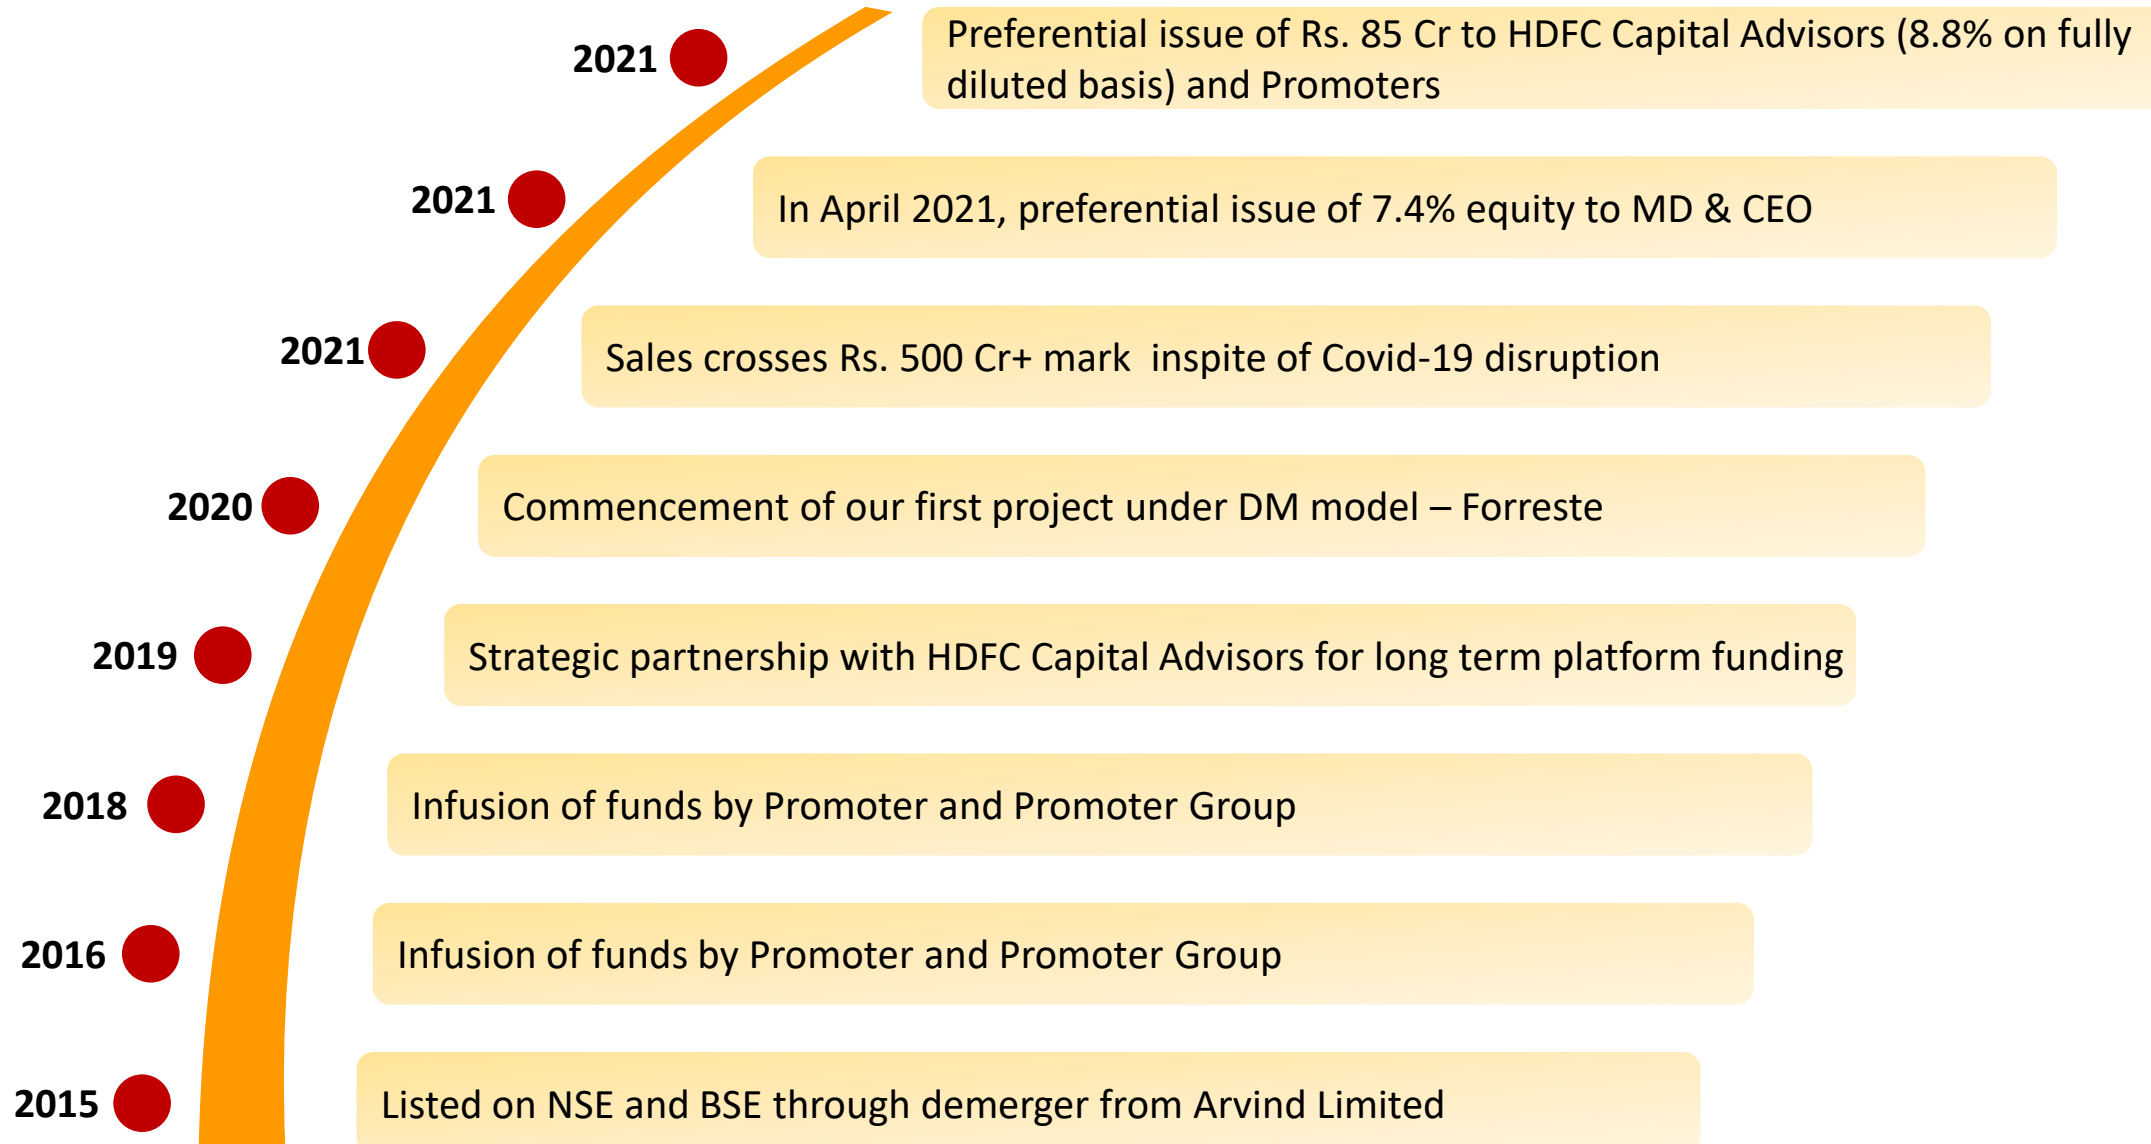 2021
Preferential issue of Rs. 85 Cr to HDFC Capital Advisors (8.8% on fully
diluted basis) and Promoters
2021
In April 2021, preferential issue of 7.4% equity to MD & CEO
2021
Sales crosses Rs. 500 Cr+ mark  inspite of Covid-19 disruption
2020
Commencement of our first project under DM model – Forreste
2019
Strategic partnership with HDFC Capital Advisors for long term platform funding
2018
Infusion of funds by Promoter and Promoter Group
2016
Infusion of funds by Promoter and Promoter Group
2015
Listed on NSE and BSE through demerger from Arvind Limited